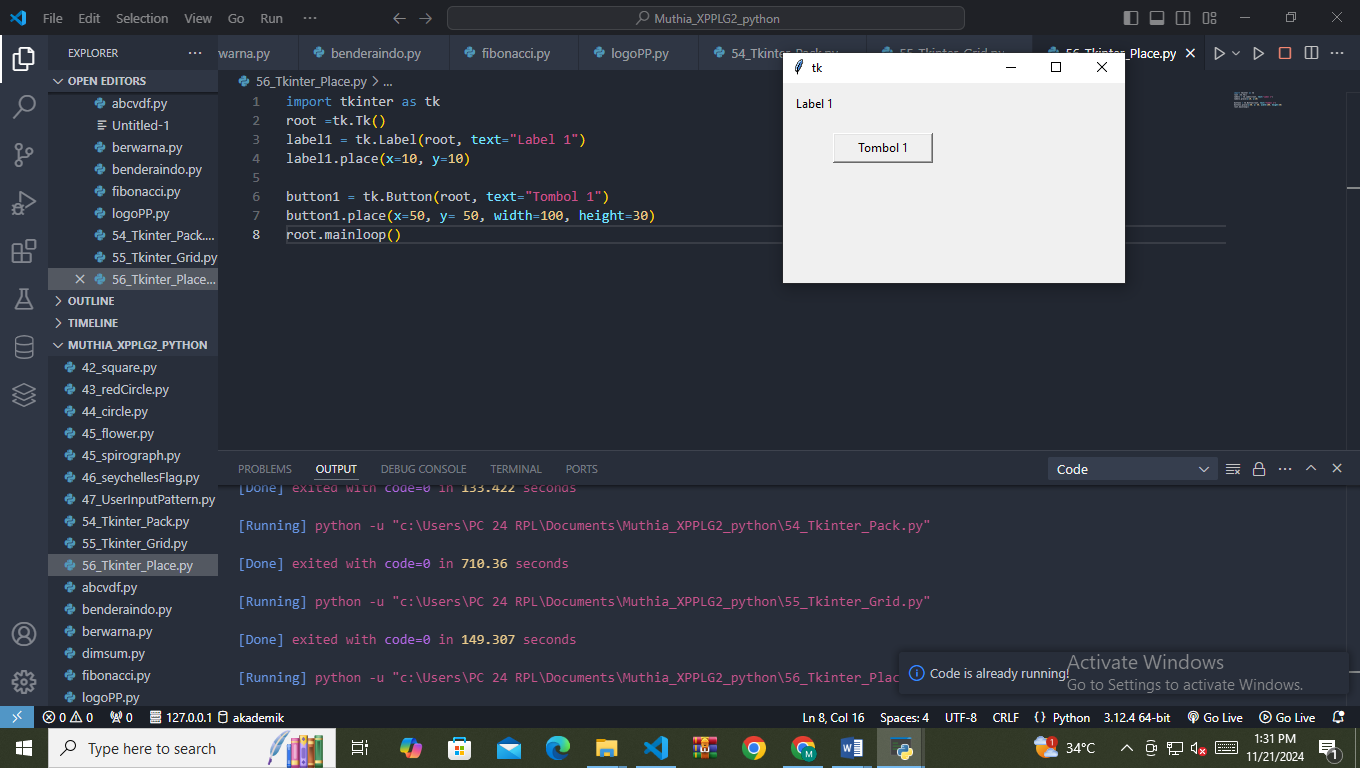 File Edit Selection View Go Run ··· Muthia_XPPLG2_python
EXPLORER ···
warna.py benderaindo.py fibonacci.py logoPP.py 54_Tkinter_Pack.py 55_Tkinter_Grid.py 56_Tkinter_Place.py
OPEN EDITORS
abcvdf.py
Untitled-1
berwarna.py
benderaindo.py
fibonacci.py
logoPP.py
54_Tkinter_Pack....
55_Tkinter_Grid.py
56_Tkinter_Place...
OUTLINE
TIMELINE
MUTHIA_XPPLG2_PYTHON
42_square.py
43_redCircle.py
44_circle.py
45_flower.py
45_spirograph.py
46_seychellesFlag.py
47_UserInputPattern.py
54_Tkinter_Pack.py
55_Tkinter_Grid.py
56_Tkinter_Place.py
abcvdf.py
benderaindo.py
berwarna.py
dimsum.py
fibonacci.py
logoPP.py
56_Tkinter_Place.py > ...
1 import tkinter as tk
2 root =tk.Tk()
3 label1 = tk.Label(root, text="Label 1")
4 label1.place(x=10, y=10)
5
6 button1 = tk.Button(root, text="Tombol 1")
7 button1.place(x=50, y= 50, width=100, height=30)
8 root.mainloop()
tk
Label 1
Tombol 1
PROBLEMS OUTPUT DEBUG CONSOLE TERMINAL PORTS Code
[Done] exited with code=0 in 133.422 seconds
[Running] python -u "c:\Users\PC 24 RPL\Documents\Muthia_XPPLG2_python\54_Tkinter_Pack.py"
[Done] exited with code=0 in 710.36 seconds
[Running] python -u "c:\Users\PC 24 RPL\Documents\Muthia_XPPLG2_python\55_Tkinter_Grid.py"
[Done] exited with code=0 in 149.307 seconds
[Running] python -u "c:\Users\PC 24 RPL\Documents\Muthia_XPPLG2_python\56_Tkinter_Plac
Code is already running!
Activate Windows
Go to Settings to activate Windows.
0 0 0 127.0.0.1 akademik Ln 8, Col 16 Spaces: 4 UTF-8 CRLF {} Python 3.12.4 64-bit Go Live Go Live
Type here to search 1 34°C 1:31 PM
11/21/2024 1